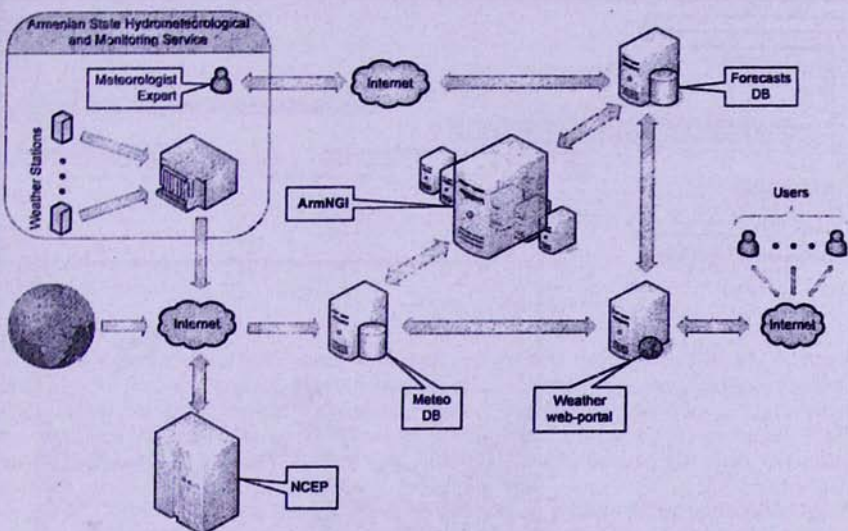 Armenian State Hydrometeorological
and Monitoring Service
Meteorologist
Expert
Internet
Forecasts
DB
Weather Stations
ArmNGI
Users
Internet
Internet
Meteo
DB
Weather
web-portal
NCEP